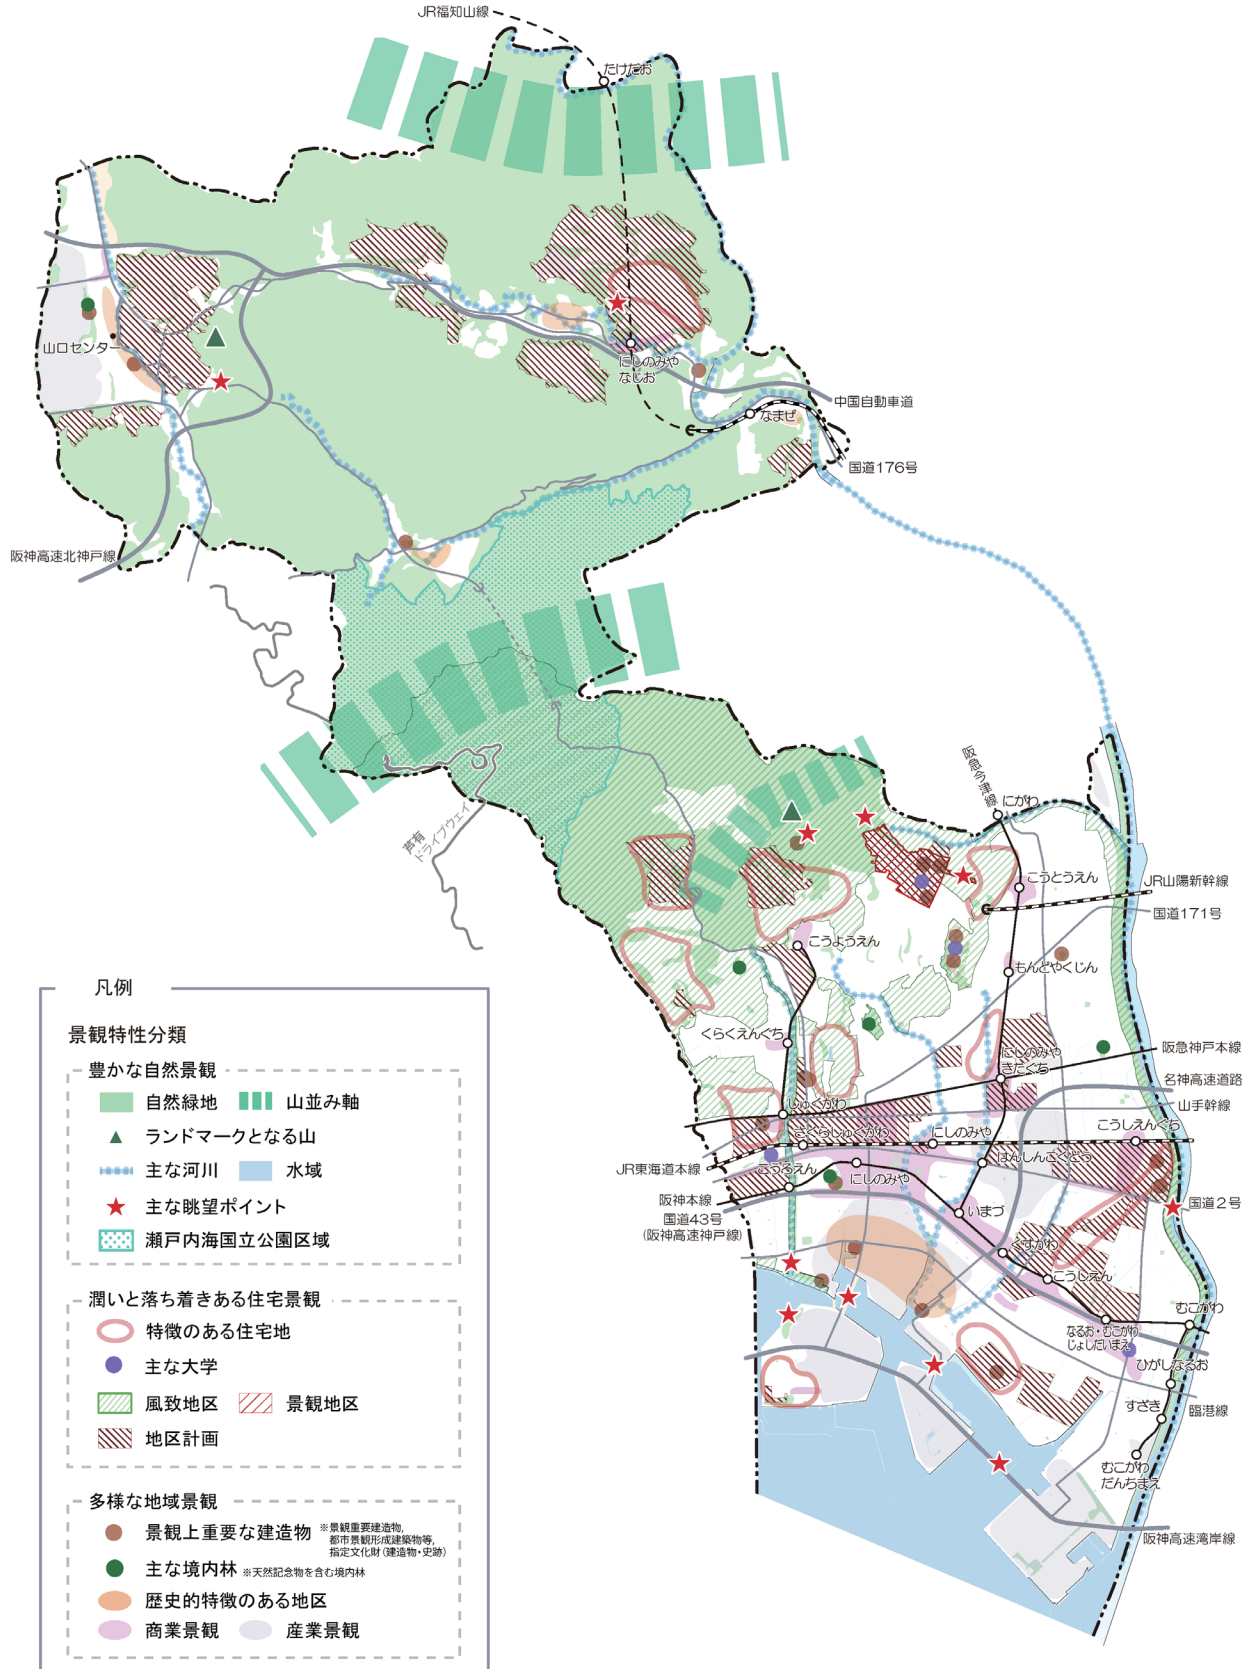 JR福知山線
たけだお
山口センター
にしのみや
なじお
中国自動車道
なまぜ
国道176号
阪神高速北神戸線
芦有
ドライブウェイ
阪急今津線
にがわ
こうとうえん
JR山陽新幹線
国道171号
こうようえん
もんどやくじん
くらくえんぐち
にしのみや
きたぐち
阪急神戸本線
名神高速道路
山手幹線
しゅくがわ
さくらしゅくがわ
にしのみや
こうしえんぐち
JR東海道本線
こうろえん
にしのみや
はんしんこくどう
阪神本線
国道43号
(阪神高速神戸線)
いまづ
国道2号
くすがわ
こうしえん
むこがわ
なるお・むこがわ
じょしだいまえ
ひがしなるお
すざき
臨港線
むこがわ
だんちまえ
阪神高速湾岸線
凡例
景観特性分類
豊かな自然景観
自然緑地
山並み軸
ランドマークとなる山
主な河川
水域
主な眺望ポイント
瀬戸内海国立公園区域
潤いと落ち着きある住宅景観
特徴のある住宅地
主な大学
風致地区
景観地区
地区計画
多様な地域景観
景観上重要な建造物
※景観重要建造物,
都市景観形成建築物等,
指定文化財(建造物・史跡)
主な境内林
※天然記念物を含む境内林
歴史的特徴のある地区
商業景観
産業景観